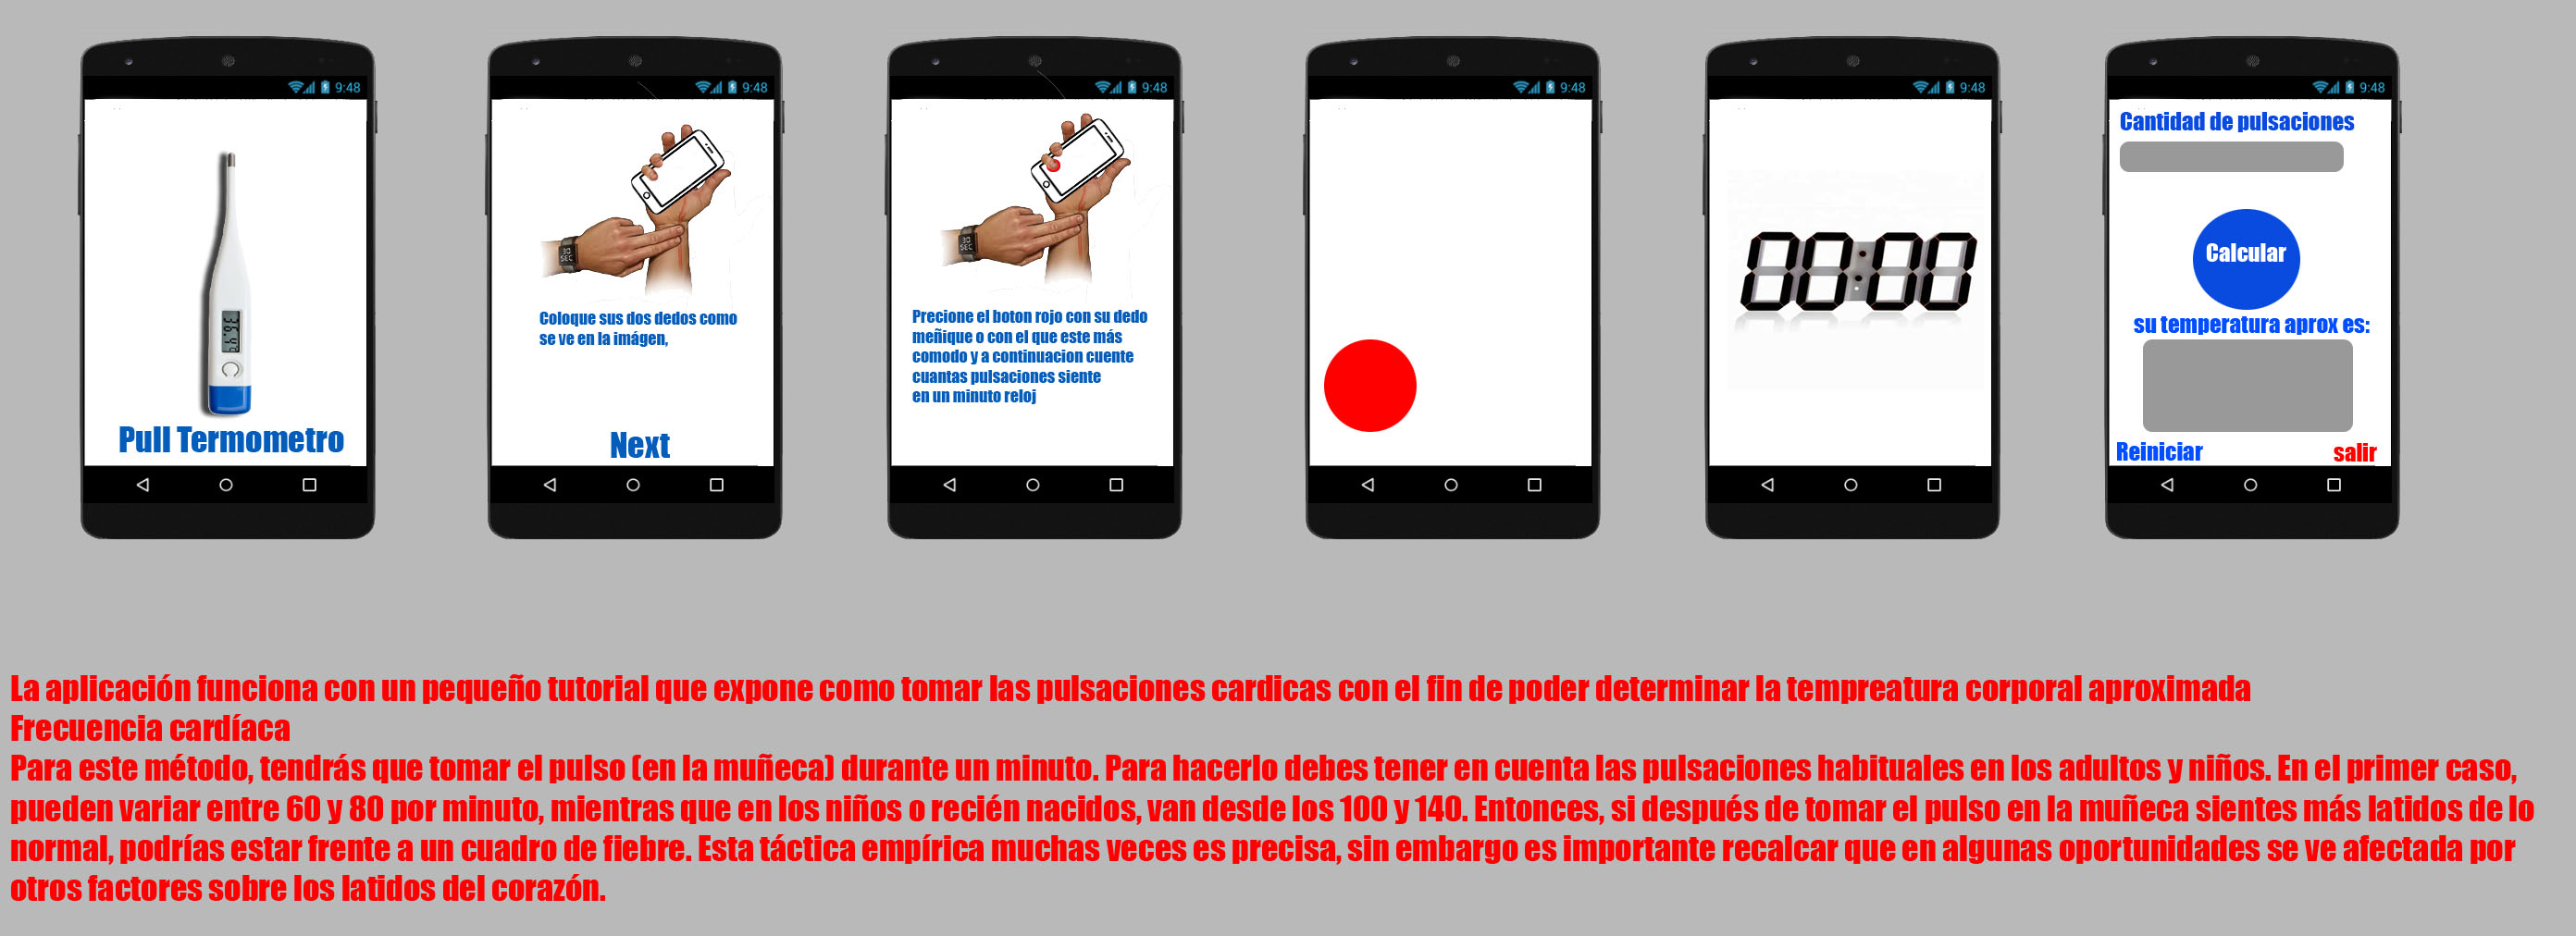 9:48
9:48
9:48
9:48
9:48
9:48
36.5°
Pull Termometro
30
SEC
Coloque sus dos dedos como
se ve en la imágen,
Next
30
SEC
Precione el boton rojo con su dedo
meñique o con el que este más
comodo y a continuacion cuente
cuantas pulsaciones siente
en un minuto reloj
00:00
Cantidad de pulsaciones
Calcular
su temperatura aprox es:
Reiniciar
salir
La aplicación funciona con un pequeño tutorial que expone como tomar las pulsaciones cardicas con el fin de poder determinar la tempreatura corporal aproximada
Frecuencia cardíaca
Para este método, tendrás que tomar el pulso (en la muñeca) durante un minuto. Para hacerlo debes tener en cuenta las pulsaciones habituales en los adultos y niños. En el primer caso,
pueden variar entre 60 y 80 por minuto, mientras que en los niños o recién nacidos, van desde los 100 y 140. Entonces, si después de tomar el pulso en la muñeca sientes más latidos de lo
normal, podrías estar frente a un cuadro de fiebre. Esta táctica empírica muchas veces es precisa, sin embargo es importante recalcar que en algunas oportunidades se ve afectada por
otros factores sobre los latidos del corazón.